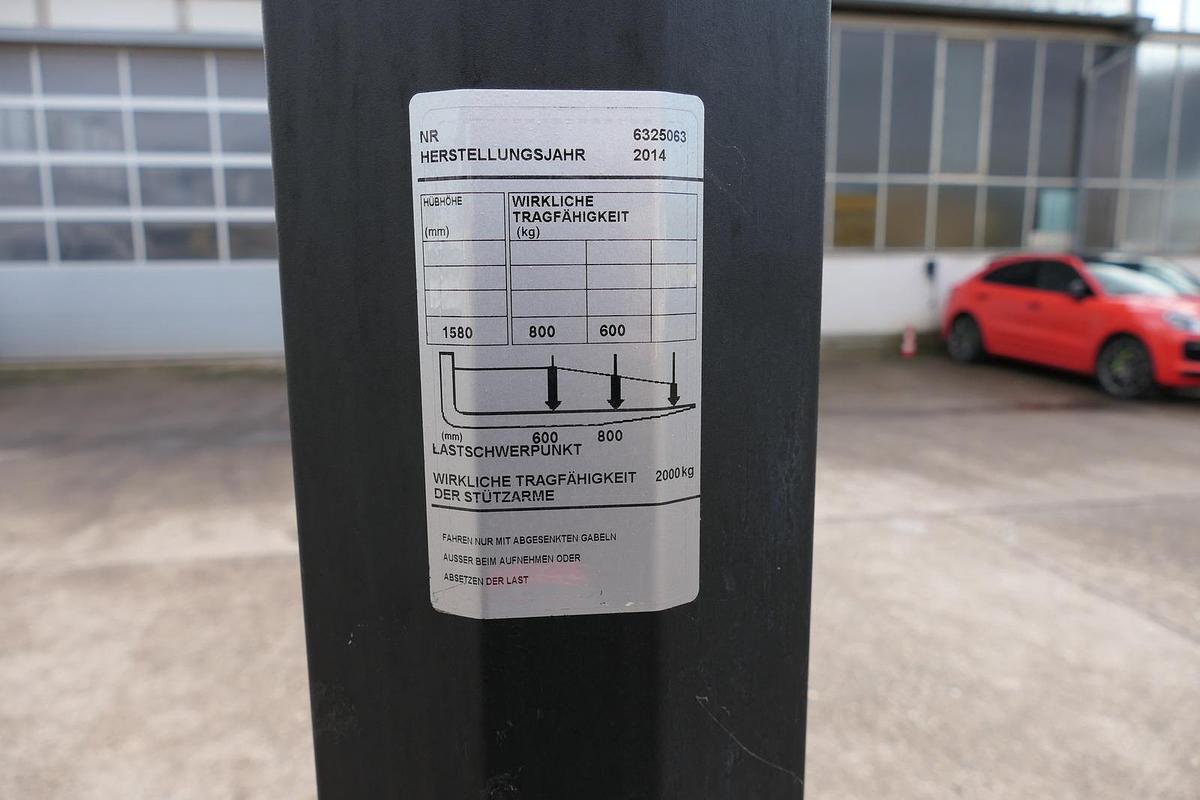 NR 6325063
HERSTELLUNGSJAHR 2014
HÜBHÖHE WIRKLICHE
TRAGFÄHIGKEIT
(mm) (kg)
1580 800 600
(mm) 600 800
LASTSCHWERPUNKT
WIRKLICHE TRAGFÄHIGKEIT 2000 kg
DER STÜTZARME
FAHREN NUR MIT ABGESENKTEN GABELN
AUSSER BEIM AUFNEHMEN ODER
ABSETZEN DER LAST